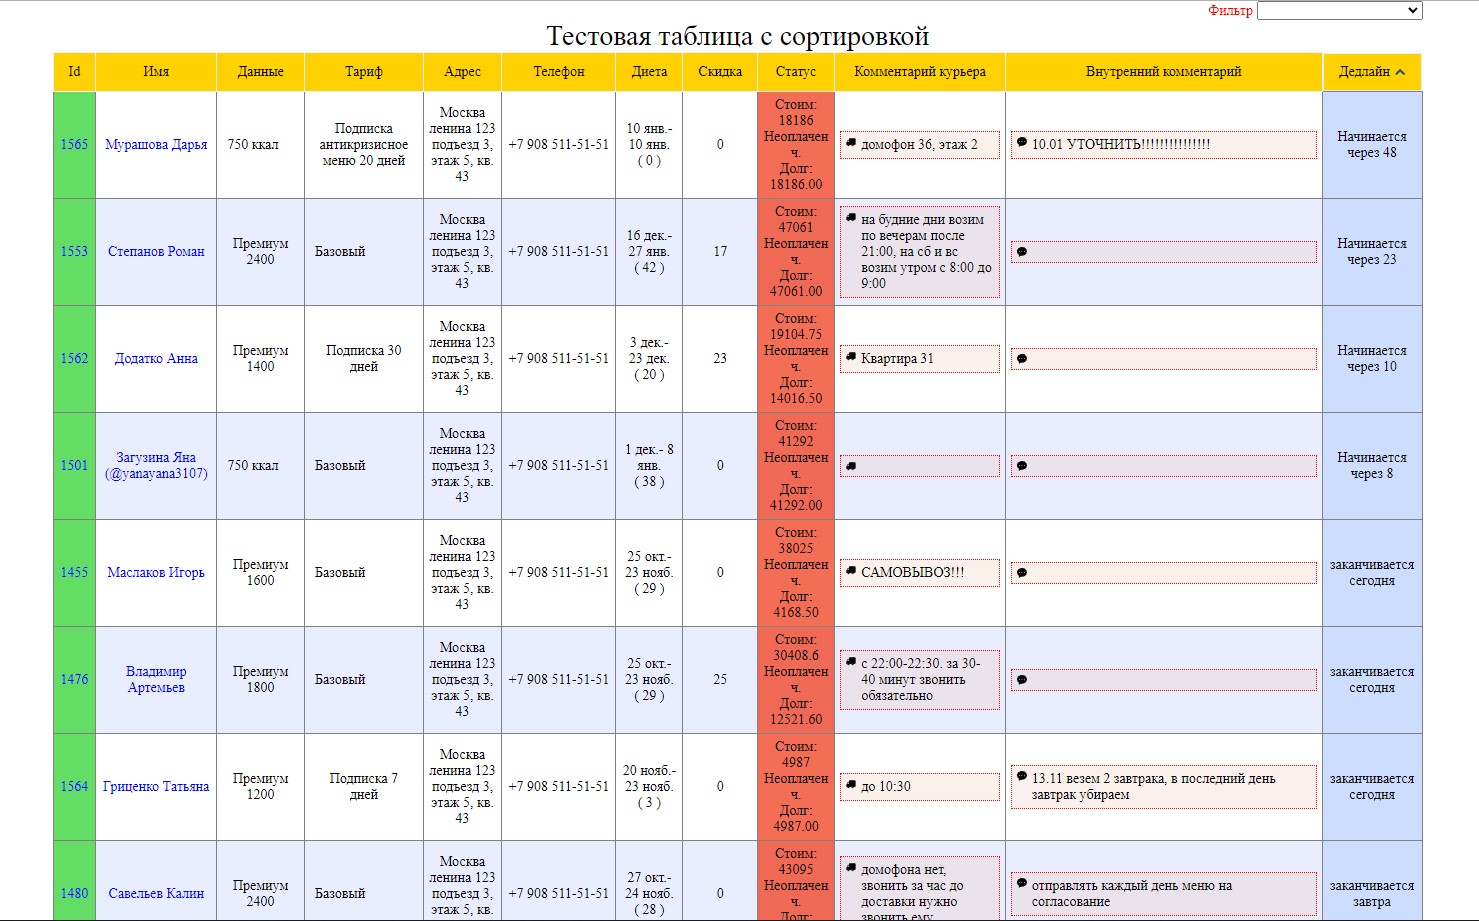 Фильтр
Тестовая таблица с сортировкой
Id Имя Данные Тариф Адрес Телефон Диета Скидка Статус Комментарий курьера Внутренний комментарий Дедлайн
1565
Мурашова Дарья
750 ккал
Подписка
антикризисное
меню 20 дней
Москва
ленина 123
подъезд 3,
этаж 5, кв.
43
+7 908 511-51-51
10 янв.-
10 янв.
( 0 )
0
Стоим:
18186
Неоплачен
ч.
Долг:
18186.00
домофон 36, этаж 2
10.01 УТОЧНИТЬ!!!!!!!!!!!!!!!
Начинается
через 48
1553
Степанов Роман
Премиум
2400
Базовый
Москва
ленина 123
подъезд 3,
этаж 5, кв.
43
+7 908 511-51-51
16 дек.-
27 янв.
( 42 )
17
Стоим:
47061
Неоплачен
ч.
Долг:
47061.00
на будние дни возим
по вечерам после
21:00, на сб и вс
возим утром с 8:00 до
9:00
Начинается
через 23
1562
Додатко Анна
Премиум
1400
Подписка 30
дней
Москва
ленина 123
подъезд 3,
этаж 5, кв.
43
+7 908 511-51-51
3 дек.-
23 дек.
( 20 )
23
Стоим:
19104.75
Неоплачен
ч.
Долг:
14016.50
Квартира 31
Начинается
через 10
1501
Загузина Яна
(@yanayana3107)
750 ккал
Базовый
Москва
ленина 123
подъезд 3,
этаж 5, кв.
43
+7 908 511-51-51
1 дек.- 8
янв.
( 38 )
0
Стоим:
41292
Неоплачен
ч.
Долг:
41292.00
Начинается
через 8
1455
Маслаков Игорь
Премиум
1600
Базовый
Москва
ленина 123
подъезд 3,
этаж 5, кв.
43
+7 908 511-51-51
25 окт.-
23 нояб.
( 29 )
0
Стоим:
38025
Неоплачен
ч.
Долг:
4168.50
САМОВЫВОЗ!!!
заканчивается
сегодня
1476
Владимир
Артемьев
Премиум
1800
Базовый
Москва
ленина 123
подъезд 3,
этаж 5, кв.
43
+7 908 511-51-51
25 окт.-
23 нояб.
( 29 )
25
Стоим:
30408.6
Неоплачен
ч.
Долг:
12521.60
с 22:00-22:30. за 30-
40 минут звонить
обязательно
заканчивается
сегодня
1564
Гриценко Татьяна
Премиум
1200
Подписка 7
дней
Москва
ленина 123
подъезд 3,
этаж 5, кв.
43
+7 908 511-51-51
20 нояб.-
23 нояб.
( 3 )
0
Стоим:
4987
Неоплачен
ч.
Долг:
4987.00
до 10:30
13.11 везем 2 завтрака, в последний день
завтрак убираем
заканчивается
сегодня
1480
Савельев Калин
Премиум
2400
Базовый
Москва
ленина 123
подъезд 3,
этаж 5, кв.
+7 908 511-51-51
27 окт.-
24 нояб.
( 28 )
0
Стоим:
43095
Неоплачен
ч.
Долг:
домофона нет,
звонить за час до
доставки нужно
звонить ему
отправлять каждый день меню на
согласование
заканчивается
завтра